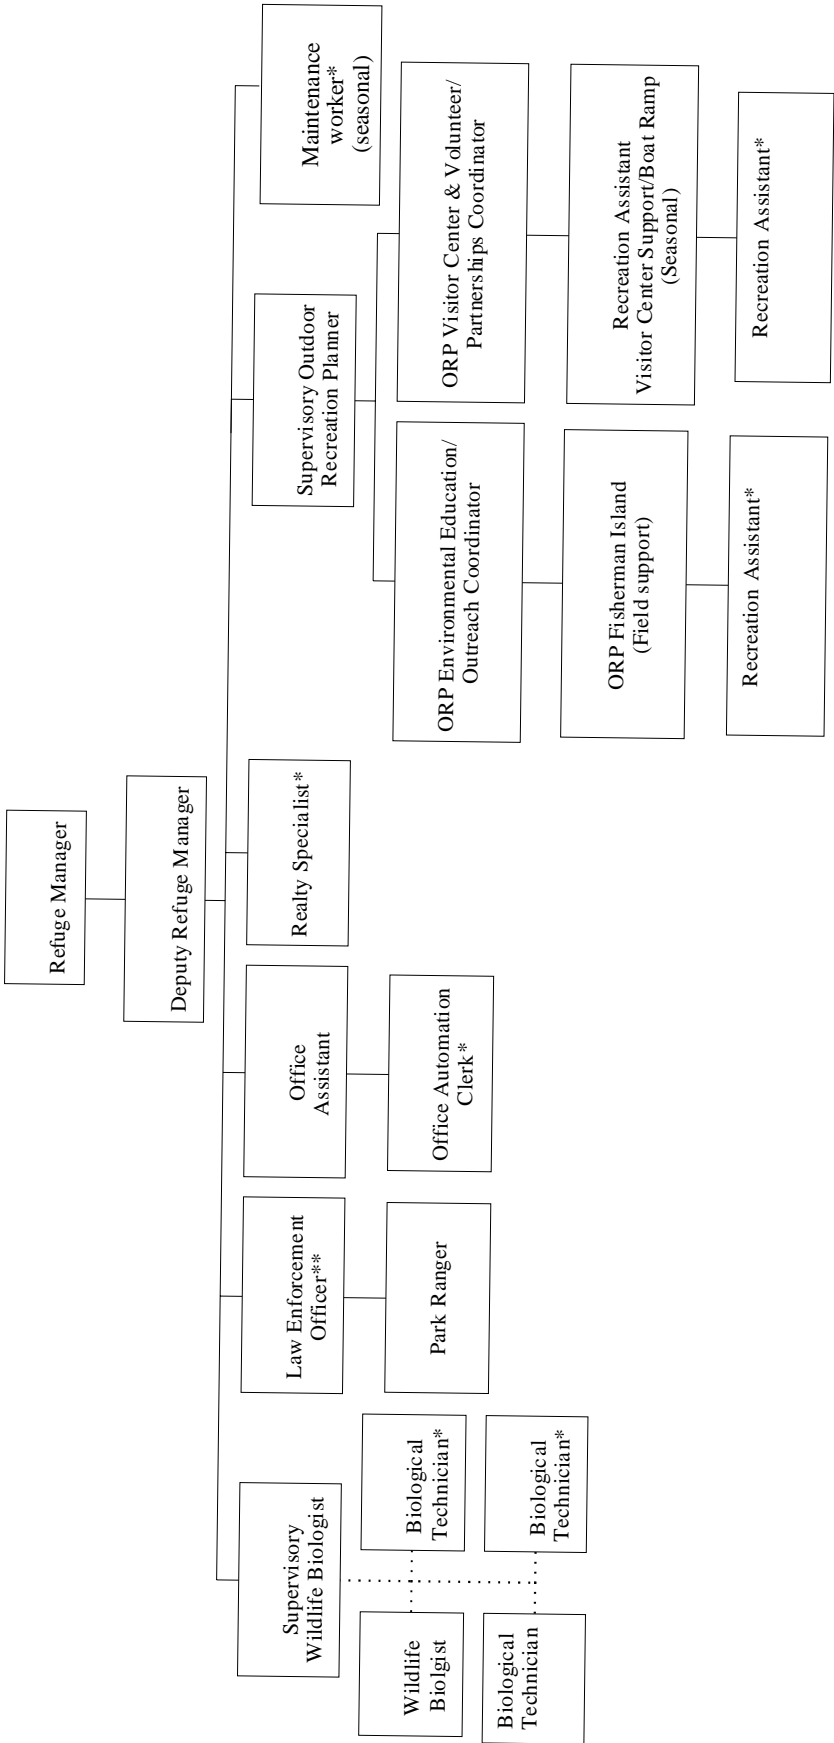 Refuge Manager
Deputy Refuge Manager
Supervisory
Wildlife Biologist
Law Enforcement
Officer**
Office
Assistant
Realty Specialist*
Supervisory Outdoor
Recreation Planner
Maintenance
worker*
(seasonal)
Wildlife
Biolgist
Biological
Technician*
Biological
Technician
Biological
Technician*
Park Ranger
Office Automation
Clerk*
ORP Environmental Education/
Outreach Coordinator
ORP Visitor Center & Volunteer/
Partnerships Coordinator
ORP Fisherman Island
(Field support)
Recreation Assistant
Visitor Center Support/Boat Ramp
(Seasonal)
Recreation Assistant*
Recreation Assistant*